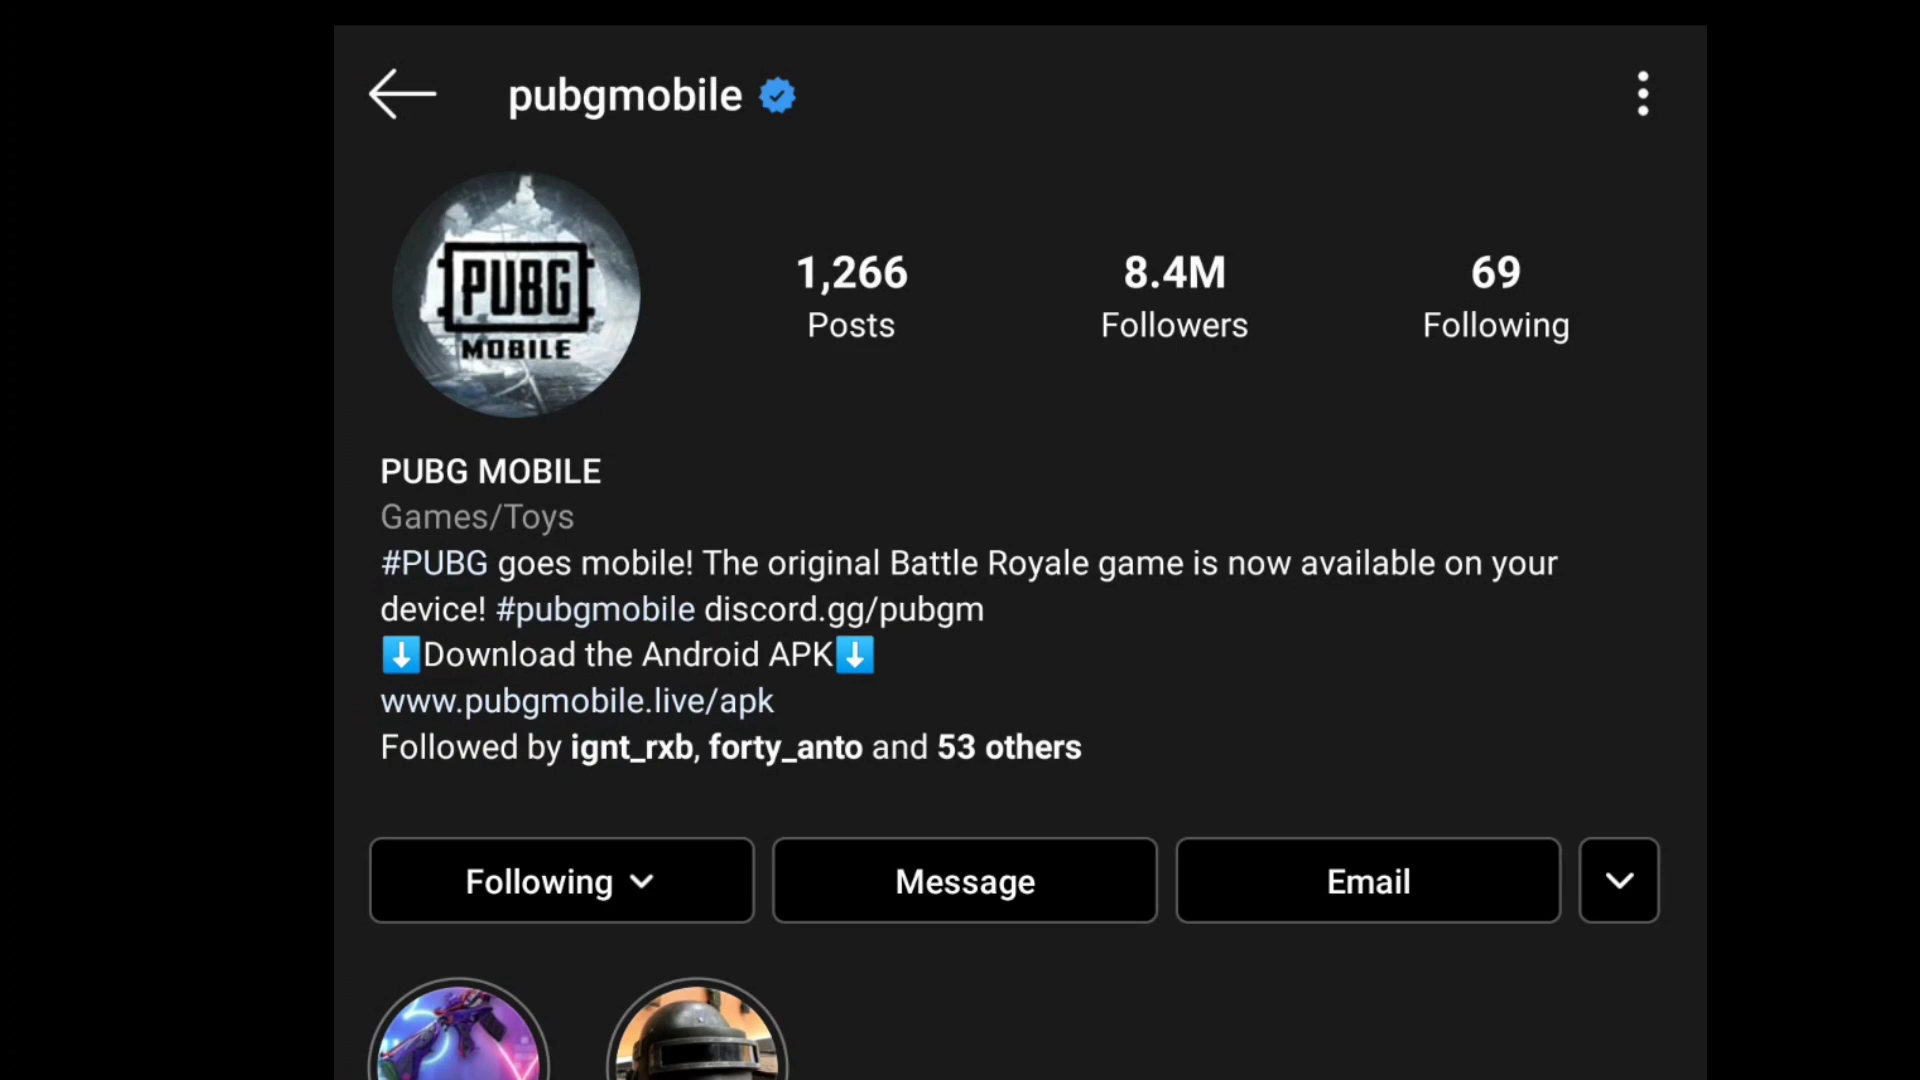 pubgmobile
PUBG
MOBILE
1,266
Posts
8.4M
Followers
69
Following
PUBG MOBILE
Games/Toys
#PUBG goes mobile! The original Battle Royale game is now available on your
device! #pubgmobile discord.gg/pubgm
⬇️Download the Android APK⬇️
www.pubgmobile.live/apk
Followed by ignt_rxb, forty_anto and 53 others
Following
Message
Email